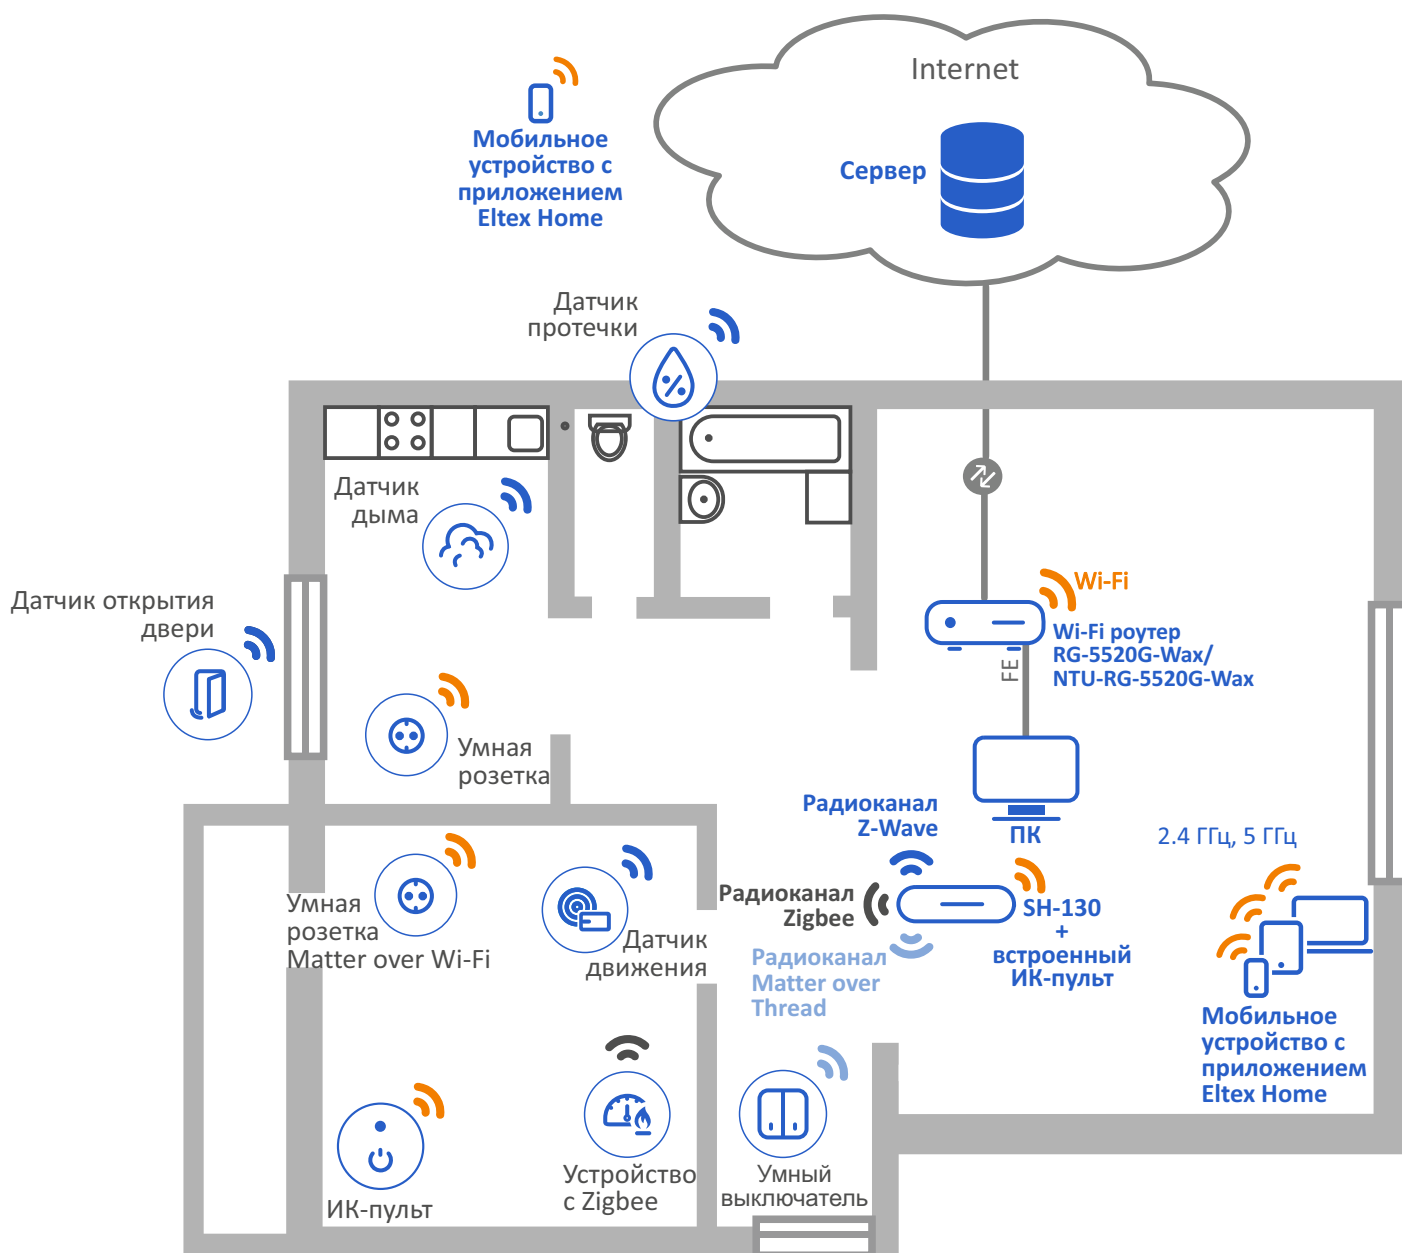 Internet
Мобильное
устройство с
приложением
Eltex Home
Сервер
Датчик
протечки
Датчик
дыма
Датчик открытия
двери
Wi-Fi
Wi-Fi роутер
RG-5520G-Wax/
NTU-RG-5520G-Wax
FE
Умная
розетка
ПК
Радиоканал
Z-Wave
2.4 ГГц, 5 ГГц
Радиоканал
Zigbee
SH-130
+
встроенный
ИК-пульт
Умная
розетка
Matter over Wi-Fi
Датчик
движения
Радиоканал
Matter over
Thread
Мобильное
устройство с
приложением
Eltex Home
ИК-пульт
Устройство
с Zigbee
Умный
выключатель